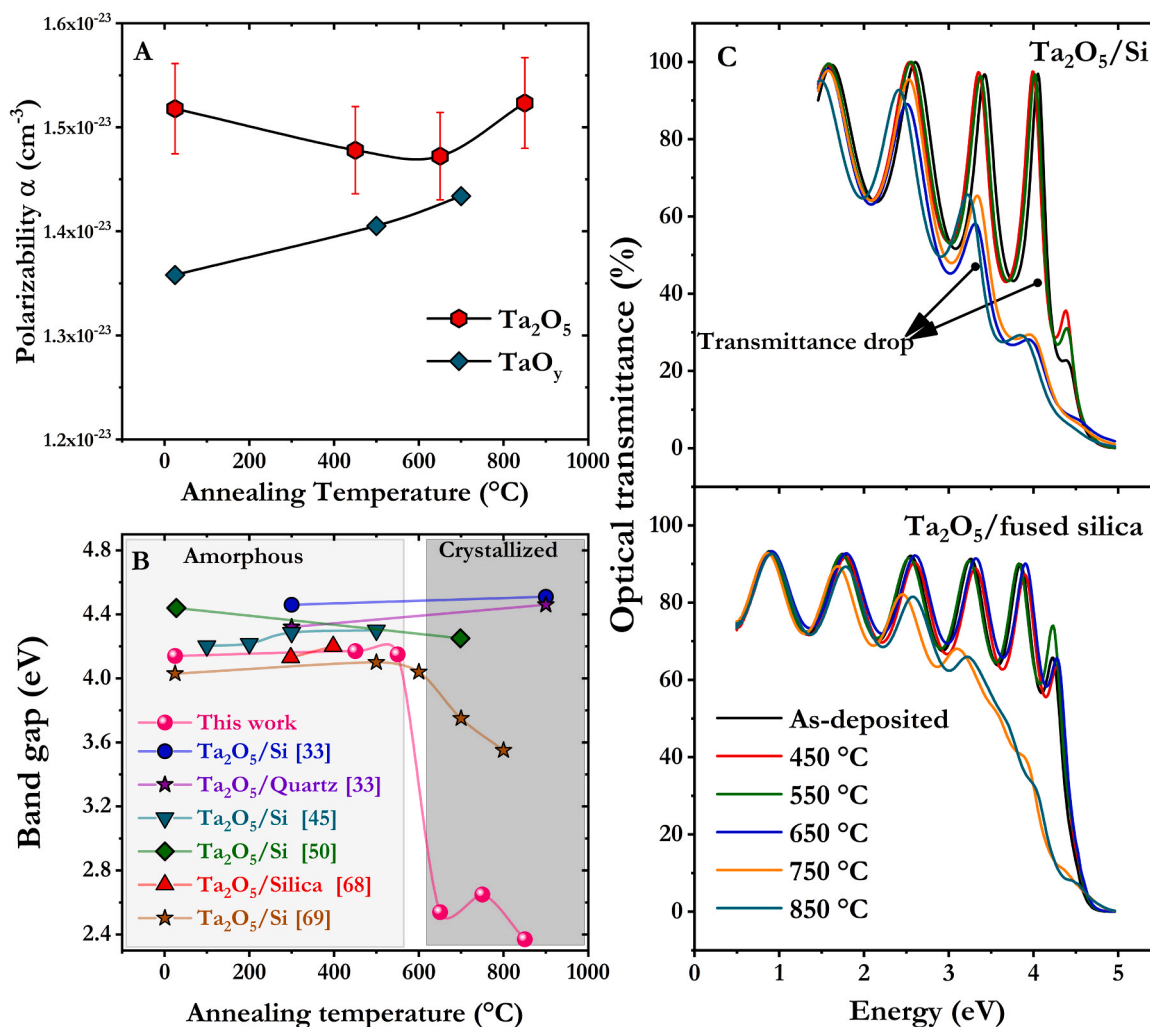 A
Polarizability α (cm⁻³)
1.6x10⁻²³
1.5x10⁻²³
1.4x10⁻²³
1.3x10⁻²³
1.2x10⁻²³
Ta₂O₅
TaOᵧ
0 200 400 600 800 1000
Annealing Temperature (°C)
B
Amorphous
Crystallized
Band gap (eV)
4.8
4.4
4.0
3.6
3.2
2.8
2.4
This work
Ta₂O₅/Si [33]
Ta₂O₅/Quartz [33]
Ta₂O₅/Si [45]
Ta₂O₅/Si [50]
Ta₂O₅/Silica [68]
Ta₂O₅/Si [69]
0 200 400 600 800 1000
Annealing temperature (°C)
C
Ta₂O₅/Si
Optical transmittance (%)
100
80
60
40
20
0
Transmittance drop
Ta₂O₅/fused silica
100
80
60
40
20
0
As-deposited
450 °C
550 °C
650 °C
750 °C
850 °C
0 1 2 3 4 5
Energy (eV)